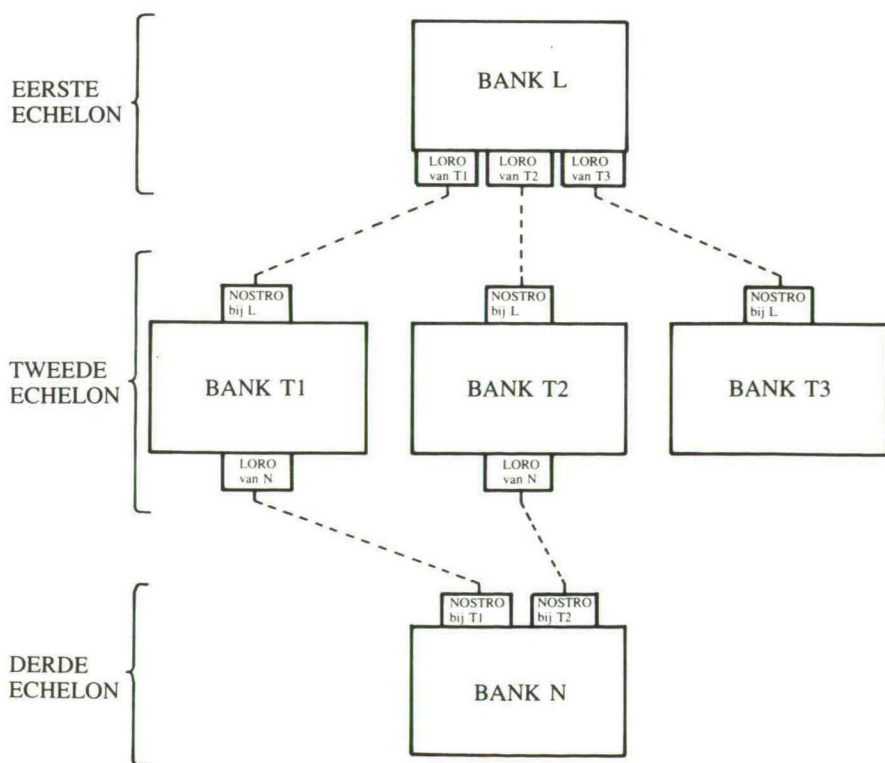 EERSTE
ECHELON
BANK L
LORO
van T1
LORO
van T2
LORO
van T3
TWEEDE
ECHELON
NOSTRO
bij L
NOSTRO
bij L
NOSTRO
bij L
BANK T1
BANK T2
BANK T3
LORO
van N
LORO
van N
DERDE
ECHELON
NOSTRO
bij T1
NOSTRO
bij T2
BANK N